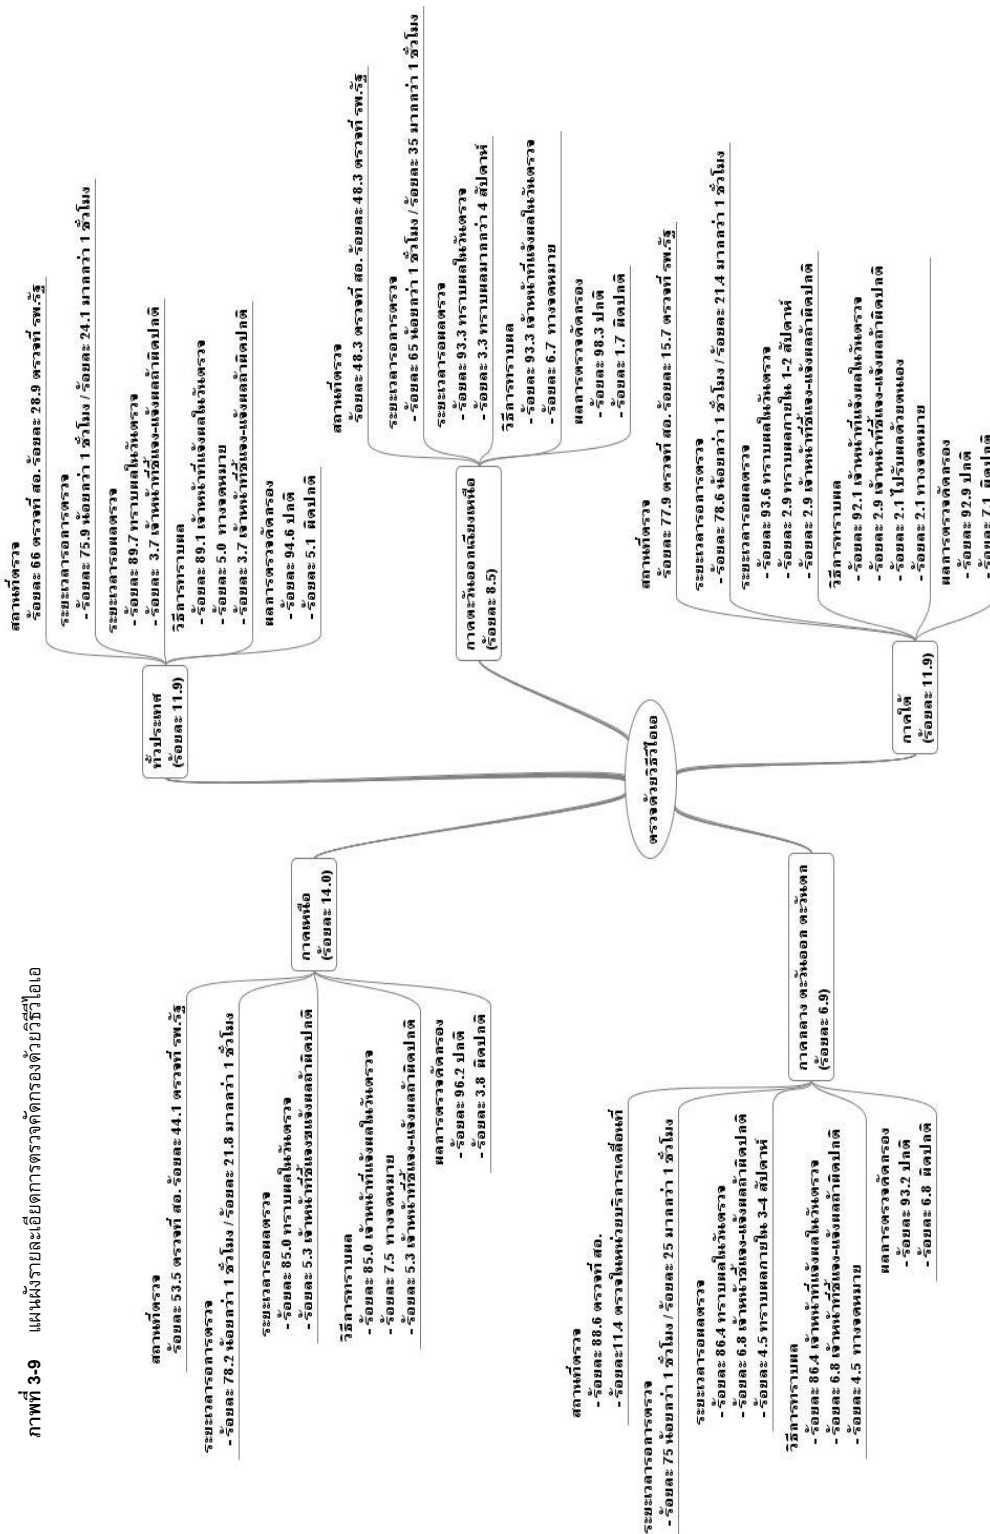 ภาพที่ 3-9 แผนผังรายละเอียดการตรวจคัดกรองด้วยวิธีวีไอเอ
ตรวจด้วยวิธีวีไอเอ
ทั่วประเทศ
(ร้อยละ 11.9)
สถานที่ตรวจ
ร้อยละ 66 ตรวจที่ สอ. ร้อยละ 28.9 ตรวจที่ รพ.รัฐ
ระยะเวลารอการตรวจ
- ร้อยละ 75.9 น้อยกว่า 1 ชั่วโมง / ร้อยละ 24.1 มากกว่า 1 ชั่วโมง
ระยะเวลารอผลตรวจ
- ร้อยละ 89.7 ทราบผลในวันตรวจ
- ร้อยละ 3.7 เจ้าหน้าที่ชี้แจง-แจ้งผลถ้าผิดปกติ
วิธีการทราบผล
- ร้อยละ 89.1 เจ้าหน้าที่แจ้งผลในวันตรวจ
- ร้อยละ 5.0 ทางจดหมาย
- ร้อยละ 3.7 เจ้าหน้าที่ชี้แจง-แจ้งผลถ้าผิดปกติ
ผลการตรวจคัดกรอง
- ร้อยละ 94.6 ปกติ
- ร้อยละ 5.1 ผิดปกติ
ภาคตะวันออกเฉียงเหนือ
(ร้อยละ 8.5)
สถานที่ตรวจ
ร้อยละ 48.3 ตรวจที่ สอ. ร้อยละ 48.3 ตรวจที่ รพ.รัฐ
ระยะเวลารอการตรวจ
- ร้อยละ 65 น้อยกว่า 1 ชั่วโมง / ร้อยละ 35 มากกว่า 1 ชั่วโมง
ระยะเวลารอผลตรวจ
- ร้อยละ 93.3 ทราบผลในวันตรวจ
- ร้อยละ 3.3 ทราบผลมากกว่า 4 สัปดาห์
วิธีการทราบผล
- ร้อยละ 93.3 เจ้าหน้าที่แจ้งผลในวันตรวจ
- ร้อยละ 6.7 ทางจดหมาย
ผลการตรวจคัดกรอง
- ร้อยละ 98.3 ปกติ
- ร้อยละ 1.7 ผิดปกติ
ภาคใต้
(ร้อยละ 11.9)
สถานที่ตรวจ
ร้อยละ 77.9 ตรวจที่ สอ. ร้อยละ 15.7 ตรวจที่ รพ.รัฐ
ระยะเวลารอการตรวจ
- ร้อยละ 78.6 น้อยกว่า 1 ชั่วโมง / ร้อยละ 21.4 มากกว่า 1 ชั่วโมง
ระยะเวลารอผลตรวจ
- ร้อยละ 93.6 ทราบผลในวันตรวจ
- ร้อยละ 2.9 ทราบผลภายใน 1-2 สัปดาห์
- ร้อยละ 2.9 เจ้าหน้าที่ชี้แจง-แจ้งผลถ้าผิดปกติ
วิธีการทราบผล
- ร้อยละ 92.1 เจ้าหน้าที่แจ้งผลในวันตรวจ
- ร้อยละ 2.9 เจ้าหน้าที่ชี้แจง-แจ้งผลถ้าผิดปกติ
- ร้อยละ 2.1 ไปรับผลด้วยตนเอง
- ร้อยละ 2.1 ทางจดหมาย
ผลการตรวจคัดกรอง
- ร้อยละ 92.9 ปกติ
- ร้อยละ 7.1 ผิดปกติ
ภาคเหนือ
(ร้อยละ 14.0)
สถานที่ตรวจ
ร้อยละ 53.5 ตรวจที่ สอ. ร้อยละ 44.1 ตรวจที่ รพ.รัฐ
ระยะเวลารอการตรวจ
- ร้อยละ 78.2 น้อยกว่า 1 ชั่วโมง / ร้อยละ 21.8 มากกว่า 1 ชั่วโมง
ระยะเวลารอผลตรวจ
- ร้อยละ 85.0 ทราบผลในวันตรวจ
- ร้อยละ 5.3 เจ้าหน้าที่ชี้แจงขแจ้งผลถ้าผิดปกติ
วิธีการทราบผล
- ร้อยละ 85.0 เจ้าหน้าที่แจ้งผลในวันตรวจ
- ร้อยละ 7.5 ทางจดหมาย
- ร้อยละ 5.3 เจ้าหน้าที่ชี้แจง-แจ้งผลถ้าผิดปกติ
ผลการตรวจคัดกรอง
- ร้อยละ 96.2 ปกติ
- ร้อยละ 3.8 ผิดปกติ
ภาคกลาง ตะวันออก ตะวันตก
(ร้อยละ 6.9)
สถานที่ตรวจ
- ร้อยละ 88.6 ตรวจที่ สอ.
- ร้อยละ11.4 ตรวจในหน่วยบริการเคลื่อนที่
ระยะเวลารอการตรวจ
- ร้อยละ 75 น้อยกว่า 1 ชั่วโมง / ร้อยละ 25 มากกว่า 1 ชั่วโมง
ระยะเวลารอผลตรวจ
- ร้อยละ 86.4 ทราบผลในวันตรวจ
- ร้อยละ 6.8 เจ้าหน้าชี้แจง-แจ้งผลถ้าผิดปกติ
- ร้อยละ 4.5 ทราบผลภายใน 3-4 สัปดาห์
วิธีการทราบผล
- ร้อยละ 86.4 เจ้าหน้าที่แจ้งผลในวันตรวจ
- ร้อยละ 6.8 เจ้าหน้าที่ชี้แจง-แจ้งผลถ้าผิดปกติ
- ร้อยละ 4.5 ทางจดหมาย
ผลการตรวจคัดกรอง
- ร้อยละ 93.2 ปกติ
- ร้อยละ 6.8 ผิดปกติ